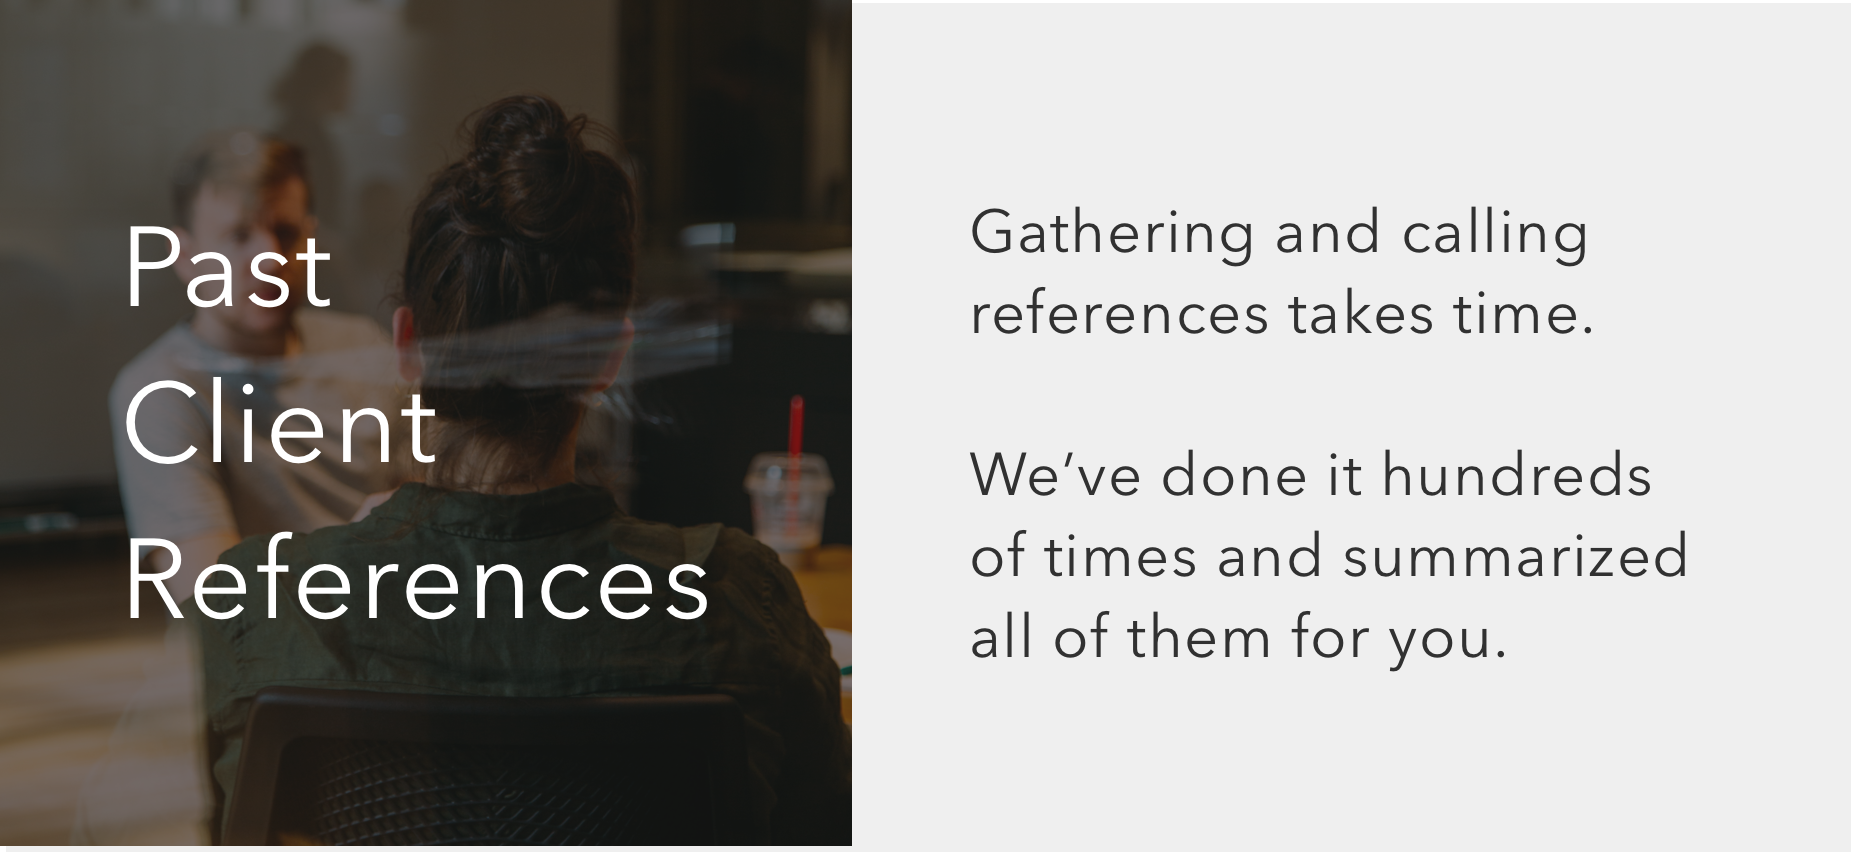 Past
Client
References
Gathering and calling
references takes time.
We’ve done it hundreds
of times and summarized
all of them for you.